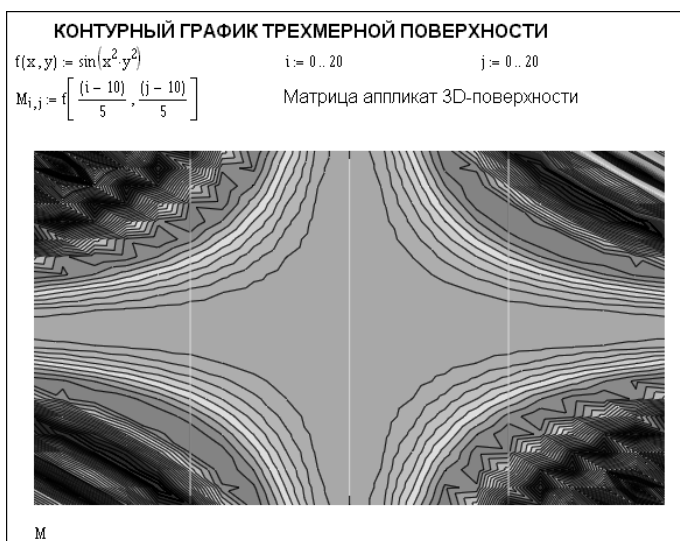 КОНТУРНЫЙ ГРАФИК ТРЕХМЕРНОЙ ПОВЕРХНОСТИ
f(x,y) := sin(x²·y²) i := 0 .. 20 j := 0 .. 20
M i,j := f[ (i − 10)/5 , (j − 10)/5 ] Матрица аппликат 3D-поверхности
M